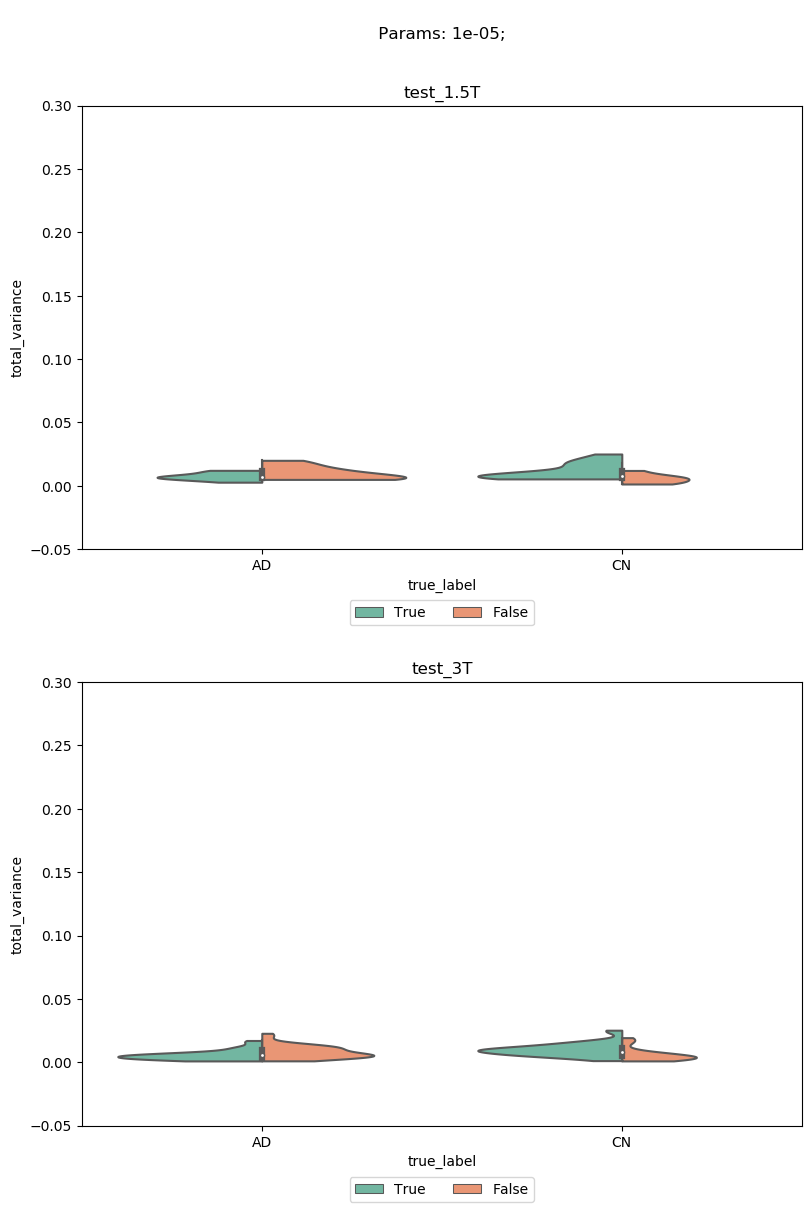 Params: 1e-05;
test_1.5T
0.30
0.25
0.20
0.15
0.10
0.05
0.00
−0.05
total_variance
AD CN
true_label
True False
test_3T
0.30
0.25
0.20
0.15
0.10
0.05
0.00
−0.05
total_variance
AD CN
true_label
True False